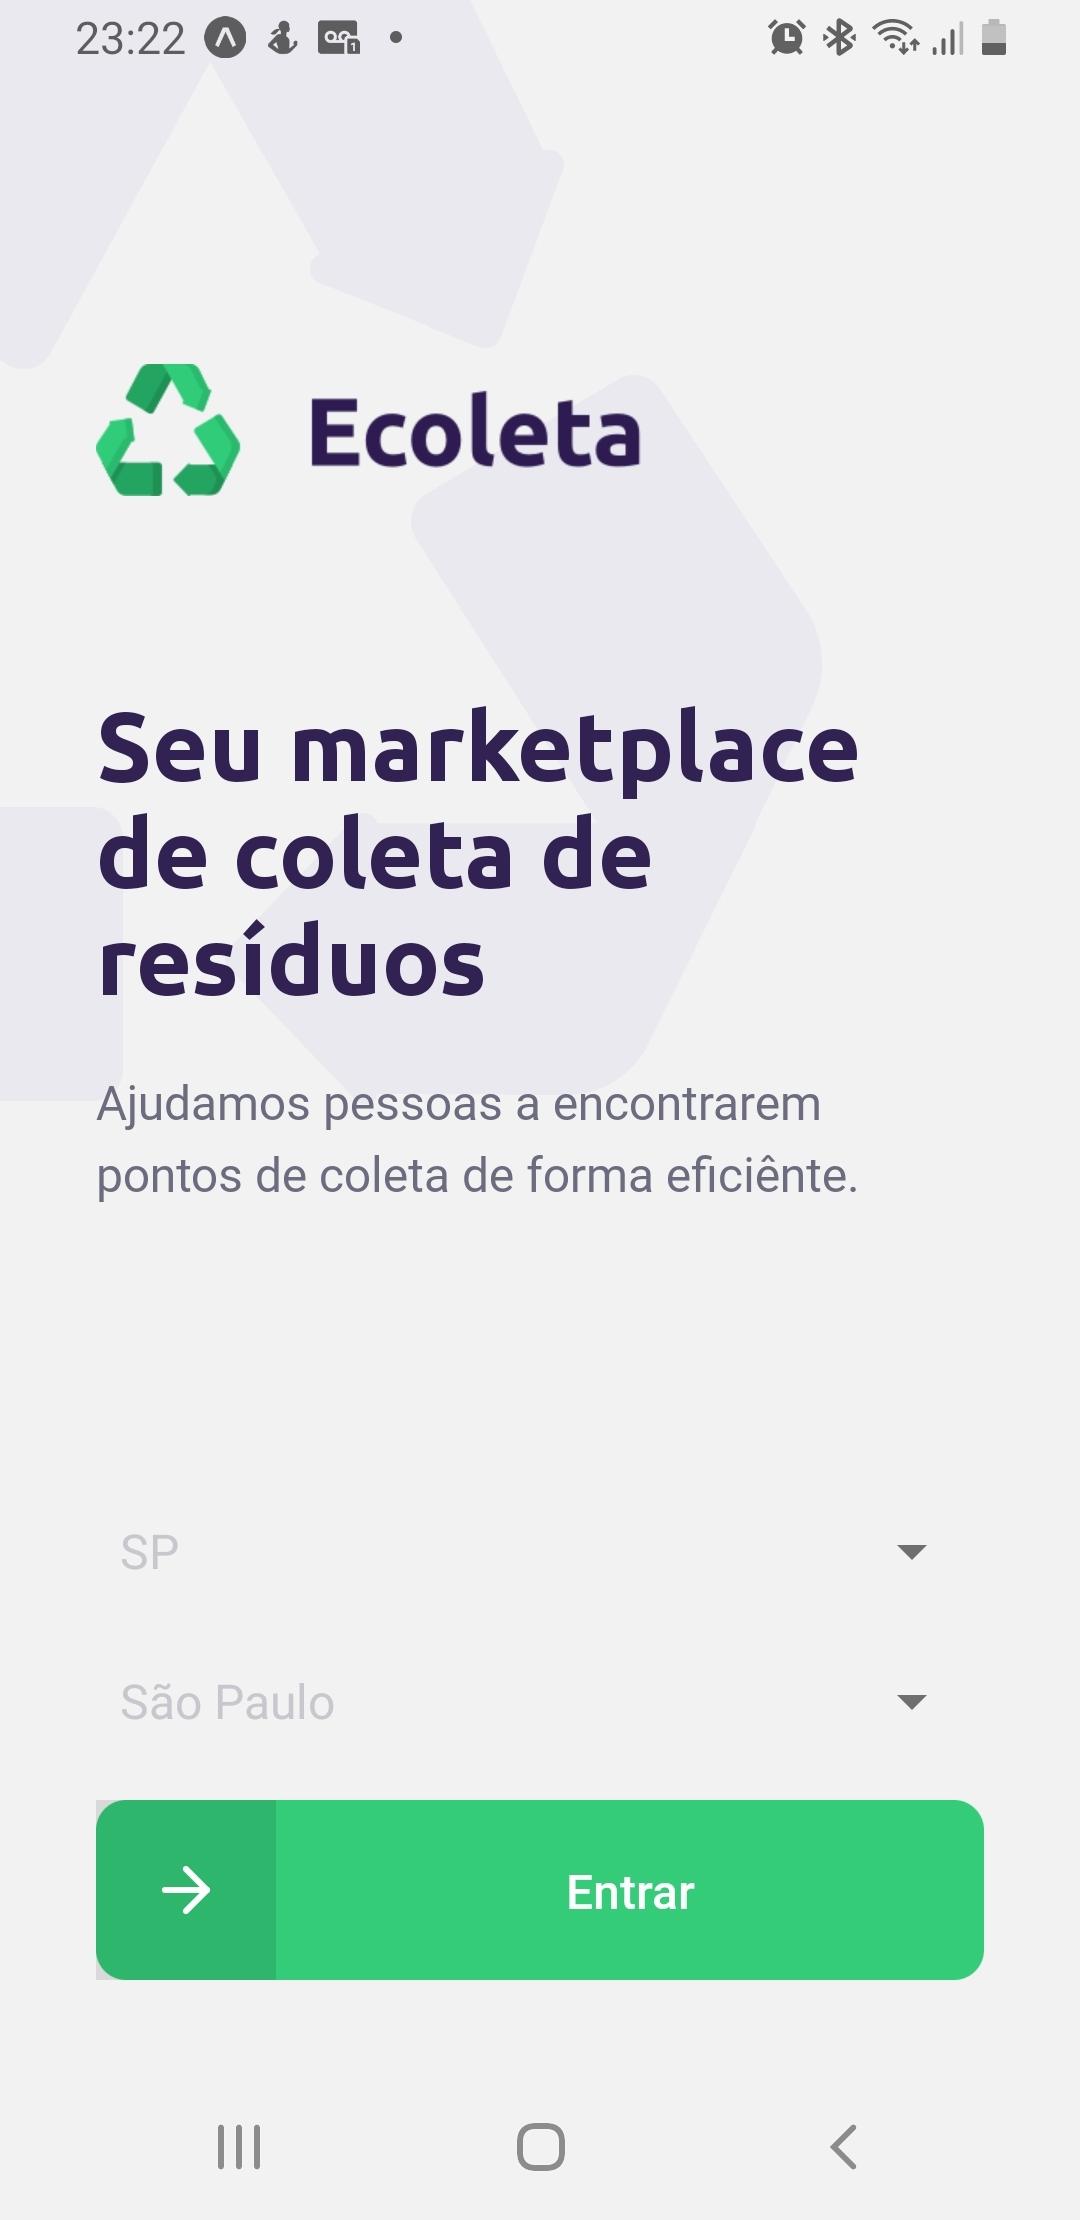 23:22
Ecoleta
Seu marketplace
de coleta de
resíduos
Ajudamos pessoas a encontrarem
pontos de coleta de forma eficiênte.
SP
São Paulo
Entrar